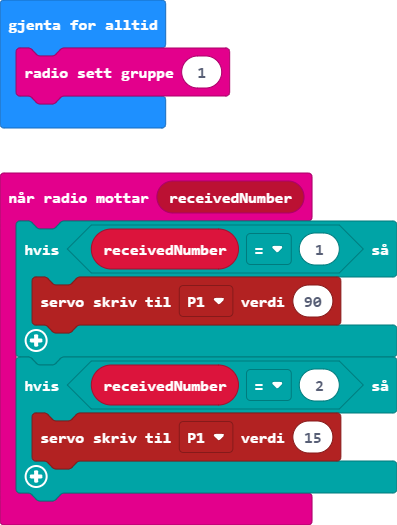 gjenta for alltid
radio sett gruppe 1
når radio mottar receivedNumber
hvis receivedNumber = 1 så
servo skriv til P1 verdi 90
hvis receivedNumber = 2 så
servo skriv til P1 verdi 15